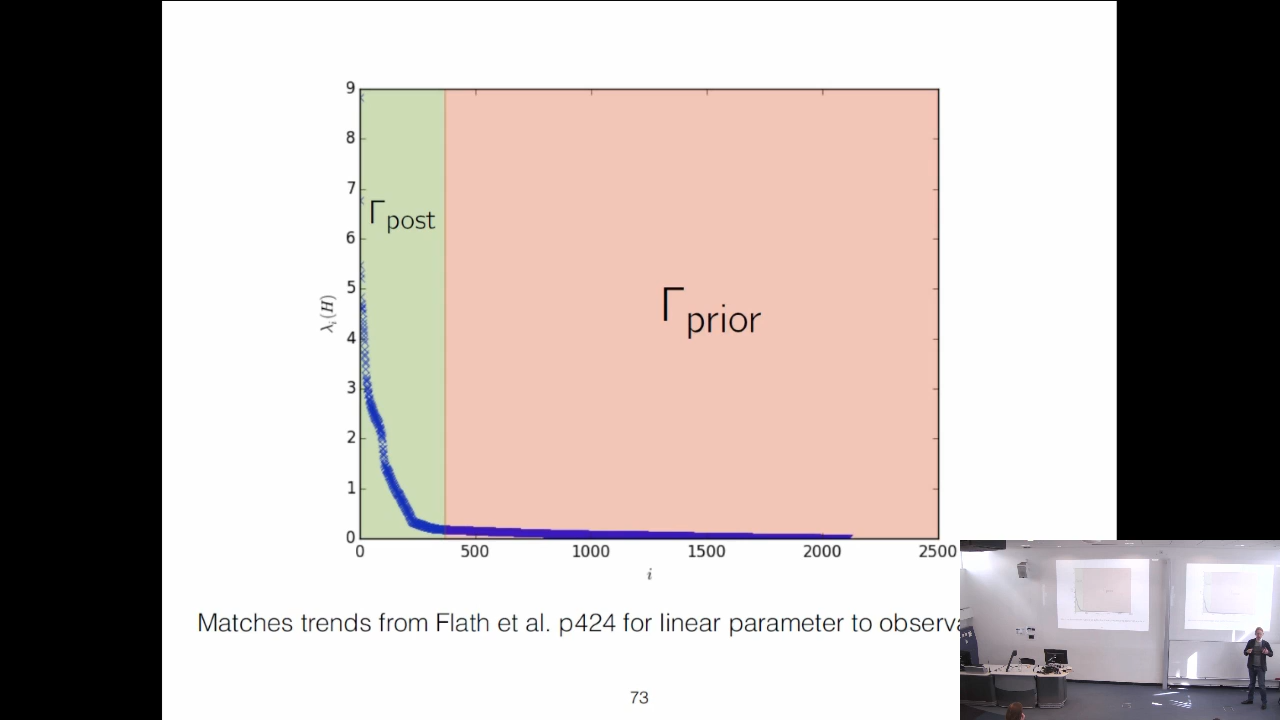 9
8
7
6
5
4
3
2
1
0
Γpost
Γprior
λi(H)
0 500 1000 1500 2000 2500
i
Matches trends from Flath et al. p424 for linear parameter to
73